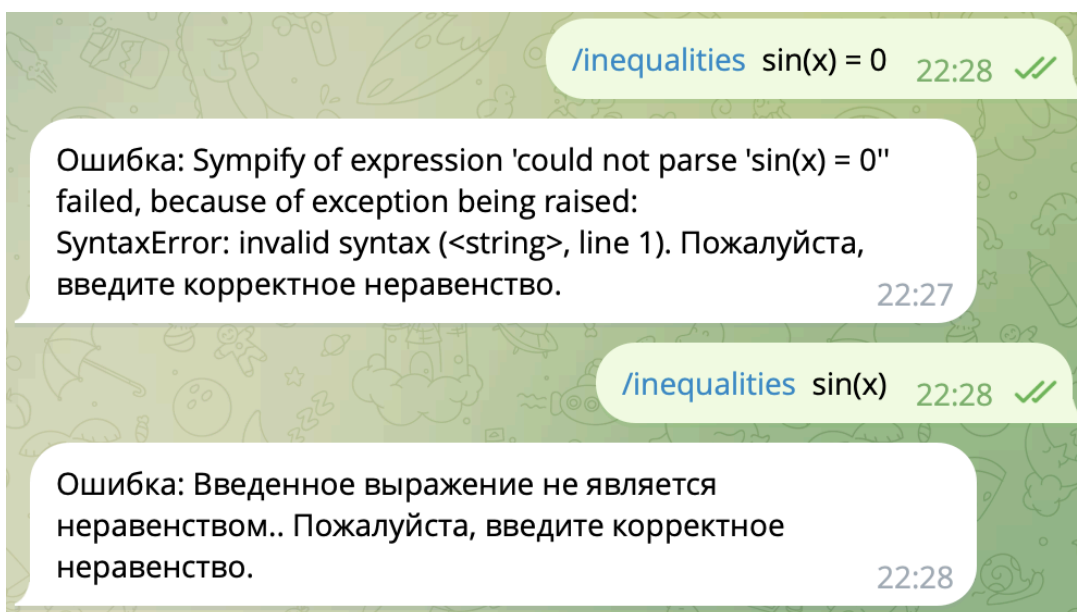 /inequalities sin(x) = 0 22:28
Ошибка: Sympify of expression 'could not parse 'sin(x) = 0''
failed, because of exception being raised:
SyntaxError: invalid syntax (<string>, line 1). Пожалуйста,
введите корректное неравенство. 22:27
/inequalities sin(x) 22:28
Ошибка: Введенное выражение не является
неравенством.. Пожалуйста, введите корректное
неравенство. 22:28